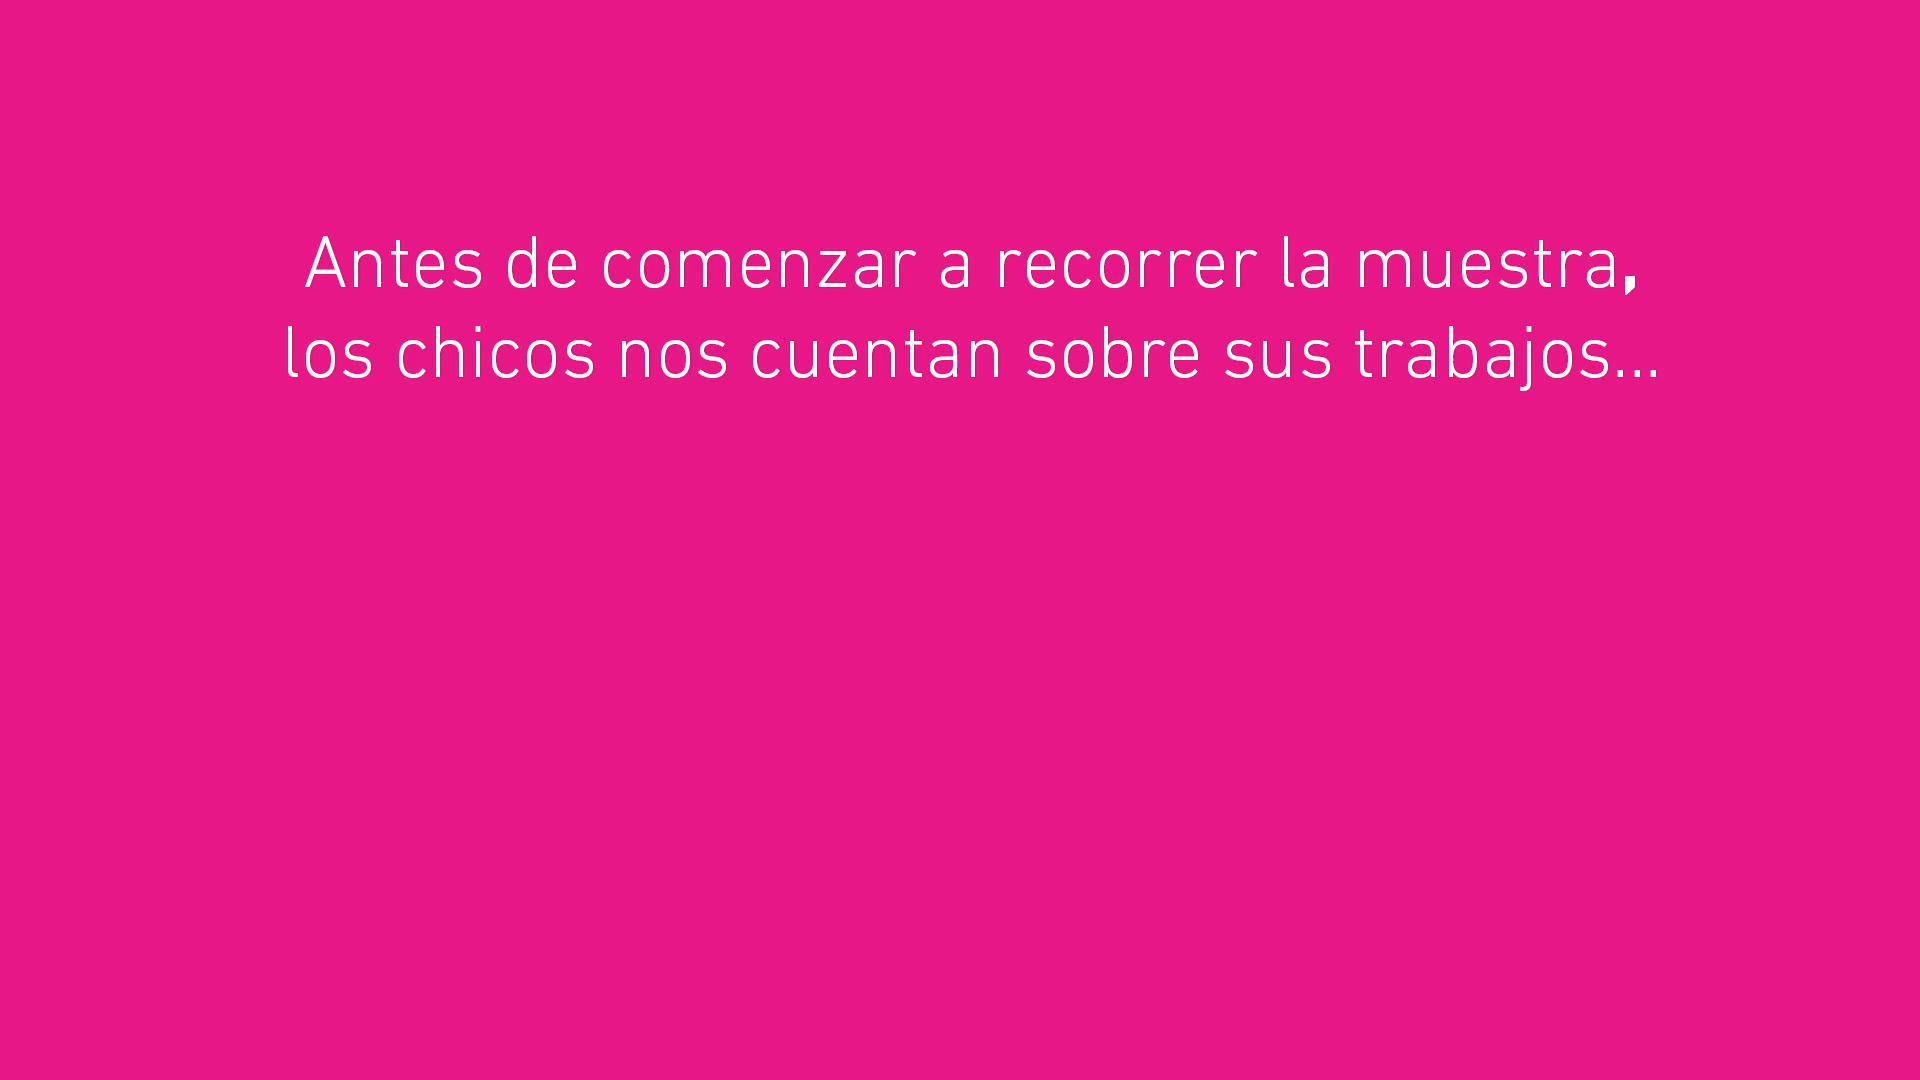 Antes de comenzar a recorrer la muestra,
los chicos nos cuentan sobre sus trabajos...